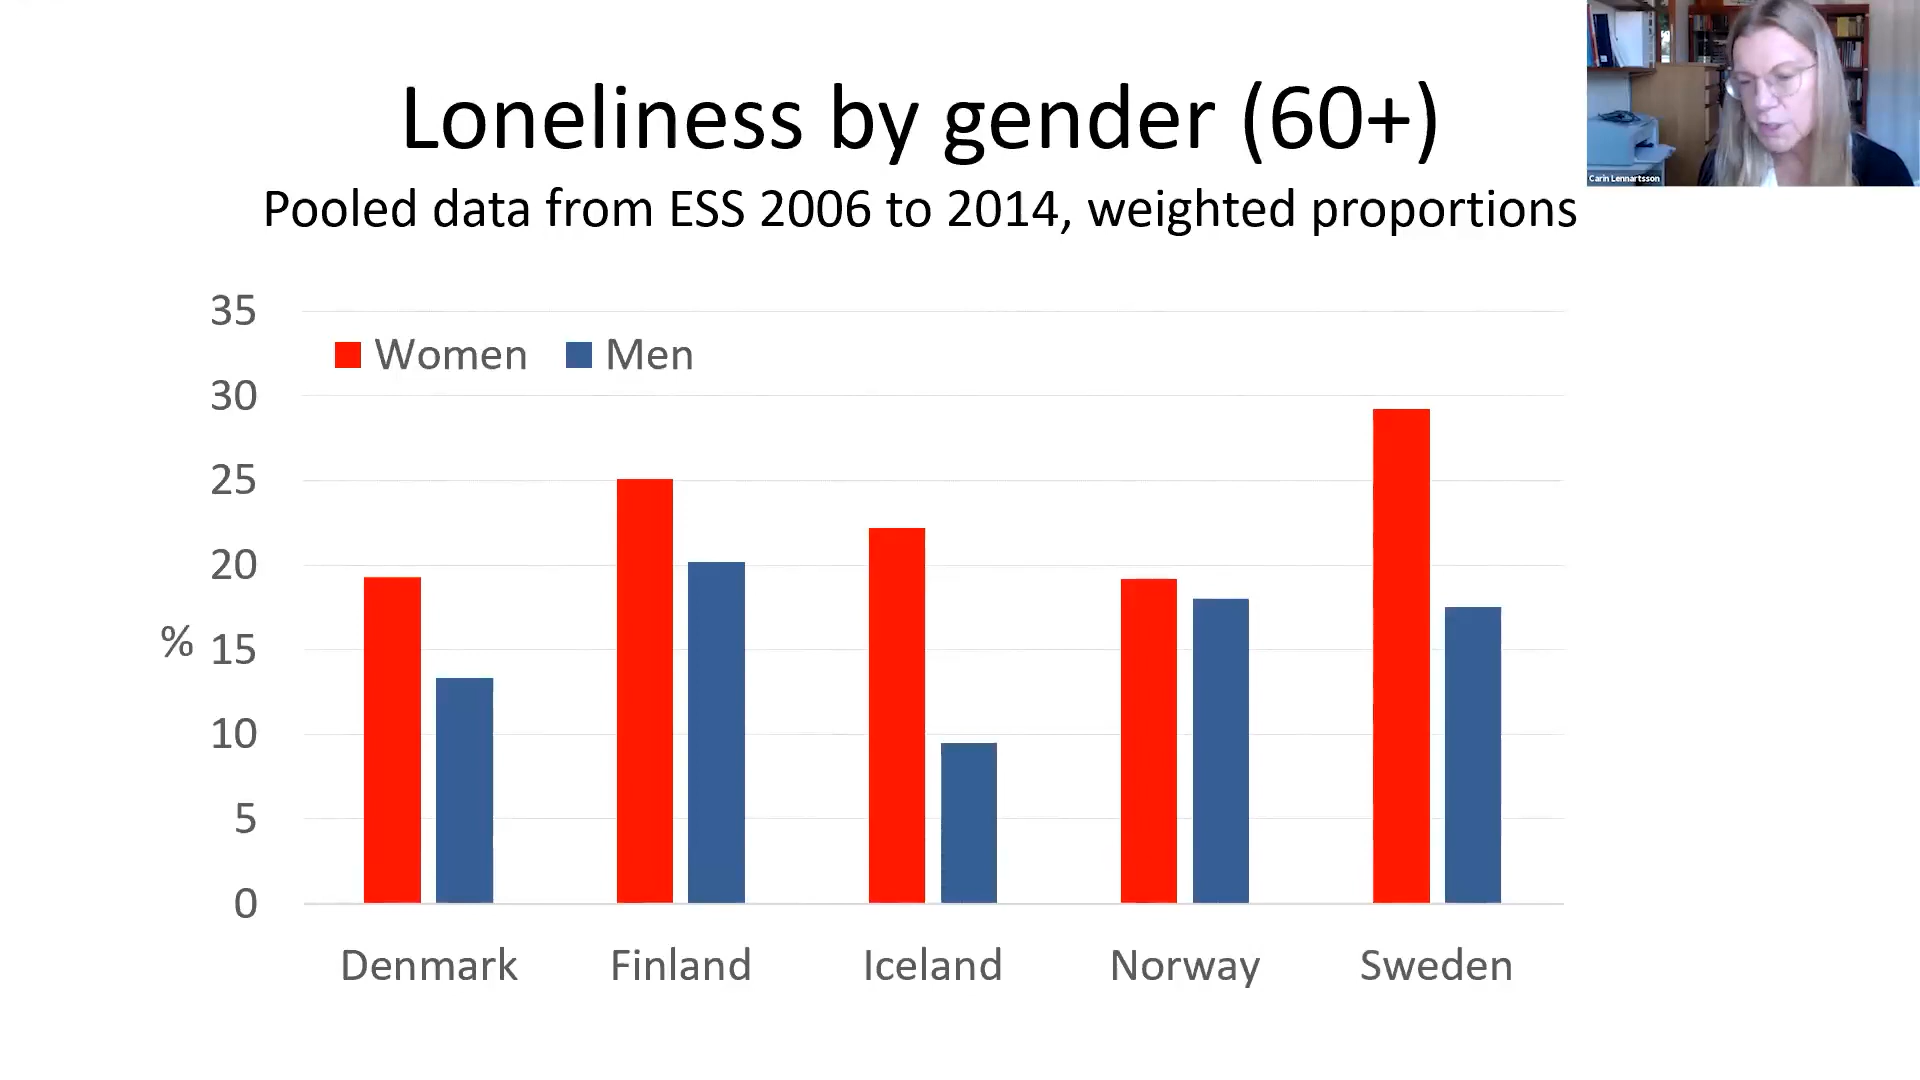 Loneliness by gender (60+)
Pooled data from ESS 2006 to 2014, weighted proportions
Carin Lennartsson
35
Women Men
30
25
20
% 15
10
5
0
Denmark Finland Iceland Norway Sweden